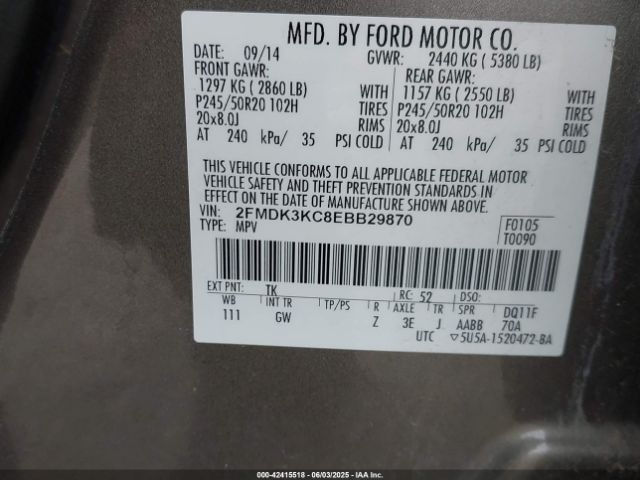 MFD. BY FORD MOTOR CO.
DATE: 09/14 GVWR: 2440 KG ( 5380 LB)
FRONT GAWR: REAR GAWR:
1297 KG ( 2860 LB) WITH 1157 KG ( 2550 LB) WITH
P245/50R20 102H TIRES P245/50R20 102H TIRES
20x8.0J RIMS 20x8.0J RIMS
AT 240 kPa/ 35 PSI COLD AT 240 kPa/ 35 PSI COLD
THIS VEHICLE CONFORMS TO ALL APPLICABLE FEDERAL MOTOR
VEHICLE SAFETY AND THEFT PREVENTION STANDARDS IN
EFFECT ON THE DATE OF MANUFACTURE SHOWN ABOVE.
VIN: 2FMDK3KC8EBB29870 F0105
TYPE: MPV T0090
EXT PNT: TK RC: 52 DSO:
WB INT TR TP/PS R AXLE TR SPR DQ11F
111 GW Z 3E J AABB 70A
UTC ▽5U5A-1520472-BA
000-42415518 - 06/03/2025 - IAA Inc.